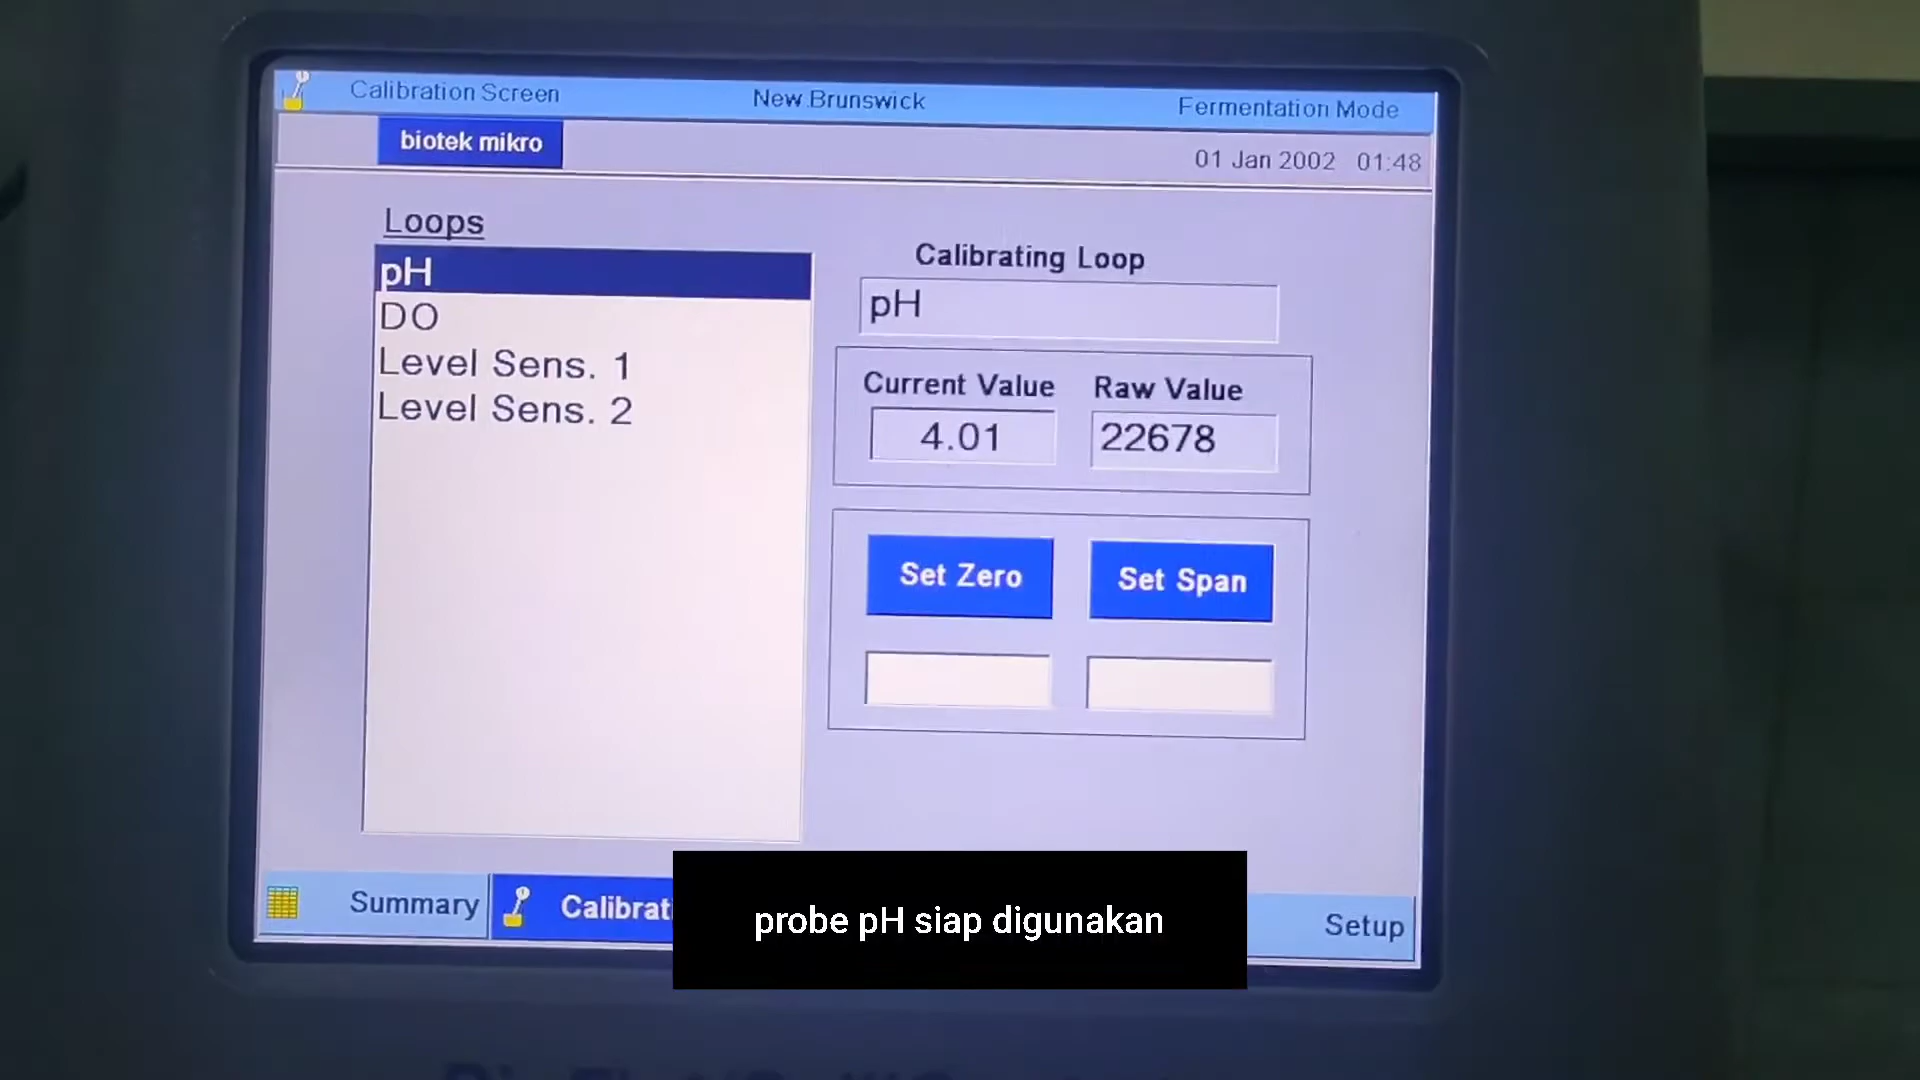 Calibration Screen New Brunswick Fermentation Mode
biotek mikro
01 Jan 2002 01:48
Loops
pH
DO
Level Sens. 1
Level Sens. 2
Calibrating Loop
pH
Current Value Raw Value
4.01 22678
Set Zero Set Span
Summary Calibrat Setup
probe pH siap digunakan